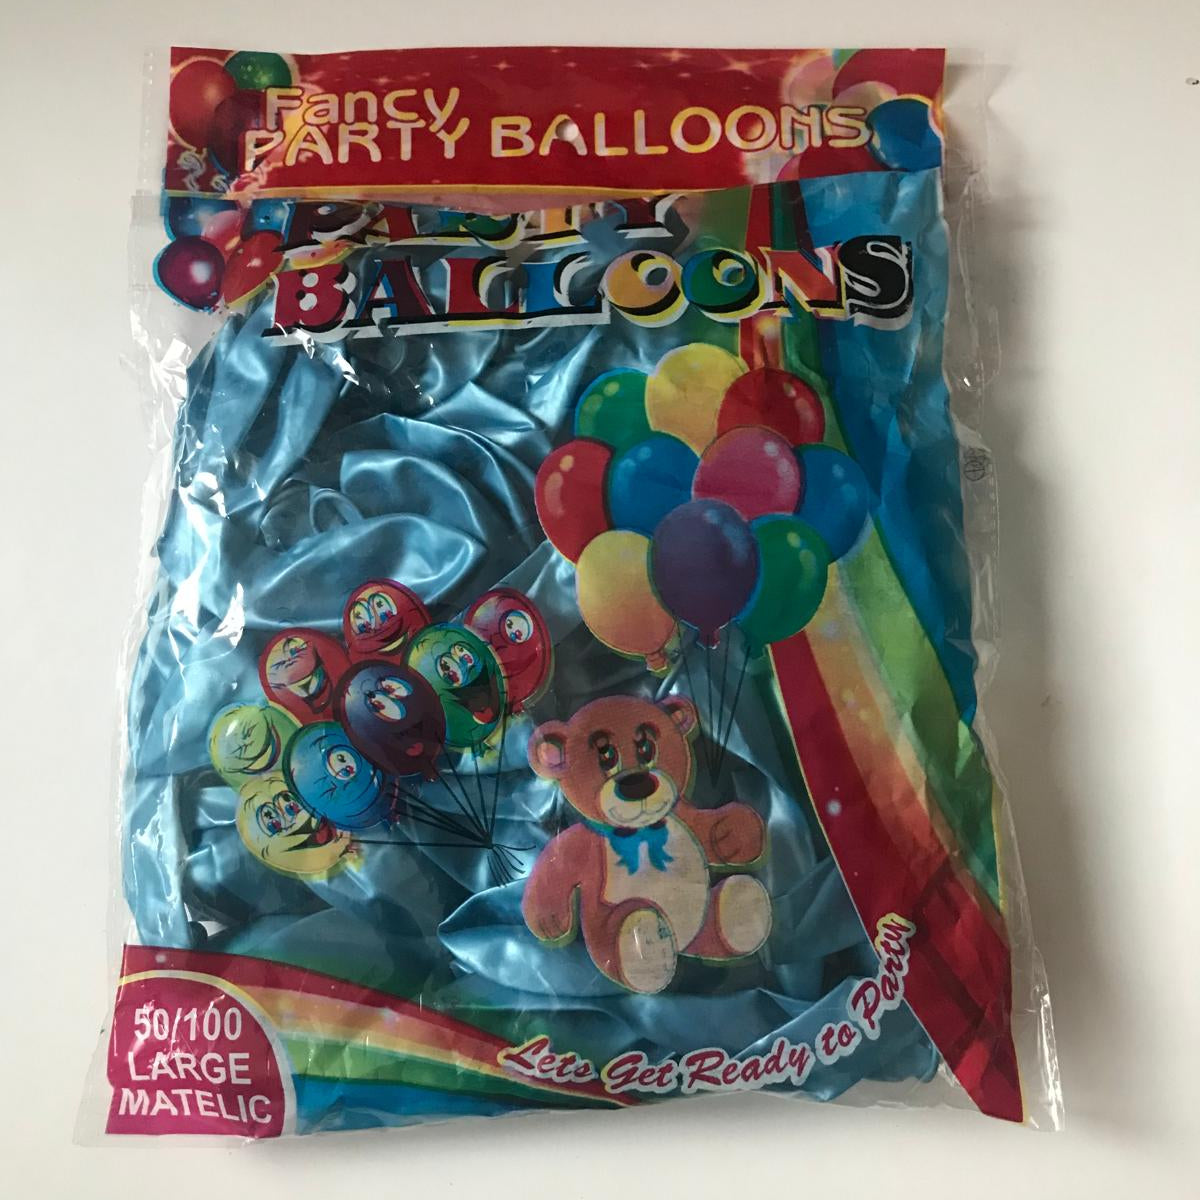 Fancy
PARTY BALLOONS
PARTY
BALLOONS
50/100
LARGE
MATELIC
Lets Get Ready to Party